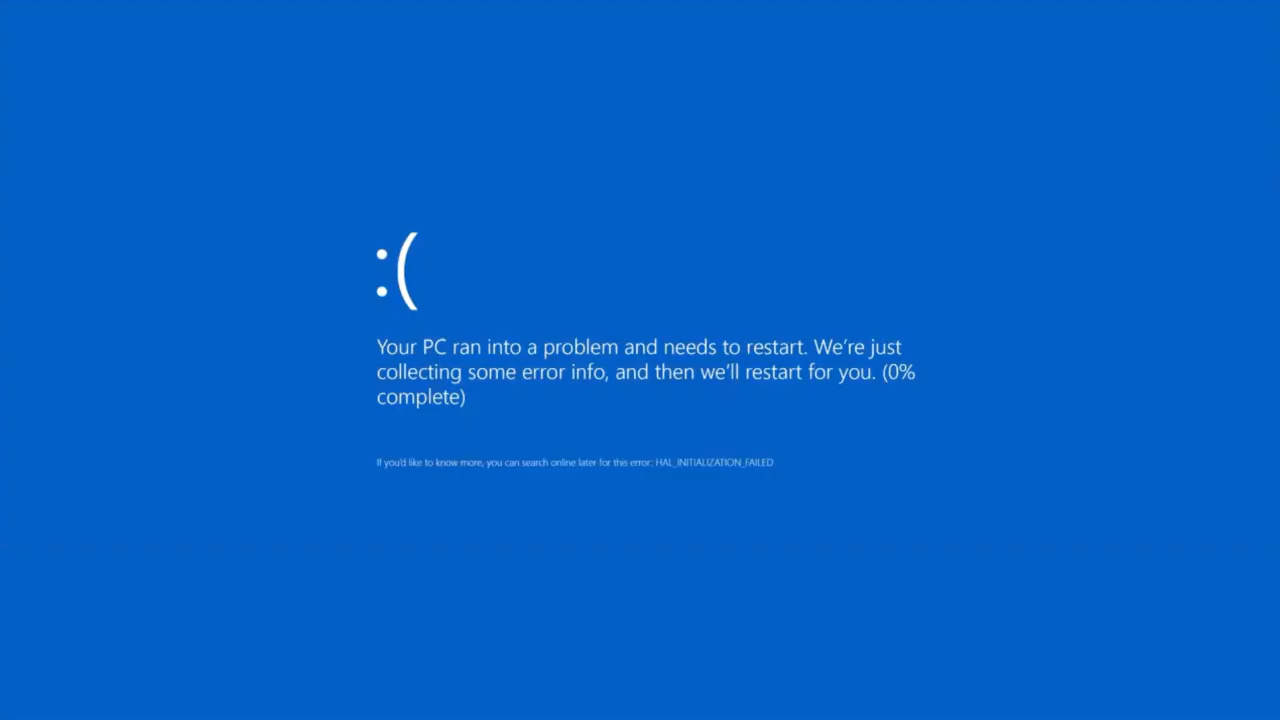 :(
Your PC ran into a problem and needs to restart. We're just
collecting some error info, and then we'll restart for you. (0%
complete)
If you'd like to know more, you can search online later for this error: HAL_INITIALIZATION_FAILED